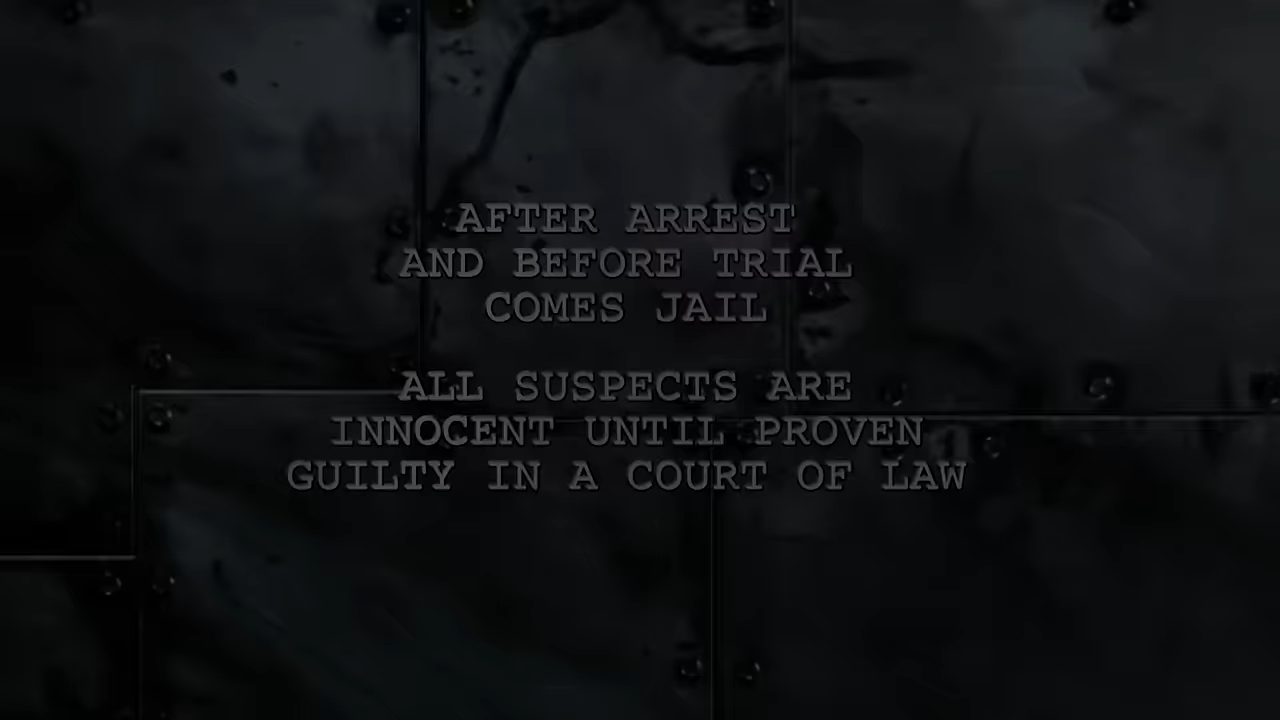 AFTER ARREST
AND BEFORE TRIAL
COMES JAIL
ALL SUSPECTS ARE
INNOCENT UNTIL PROVEN
GUILTY IN A COURT OF LAW